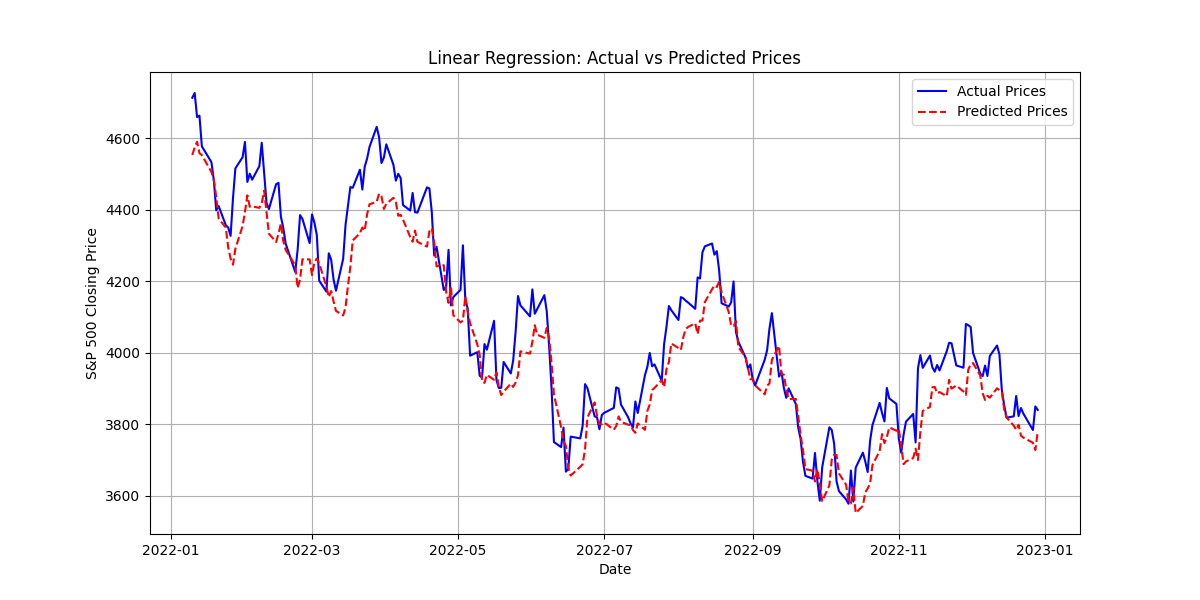 Linear Regression: Actual vs Predicted Prices
Actual Prices
Predicted Prices
S&P 500 Closing Price
4600
4400
4200
4000
3800
3600
2022-01 2022-03 2022-05 2022-07 2022-09 2022-11 2023-01
Date